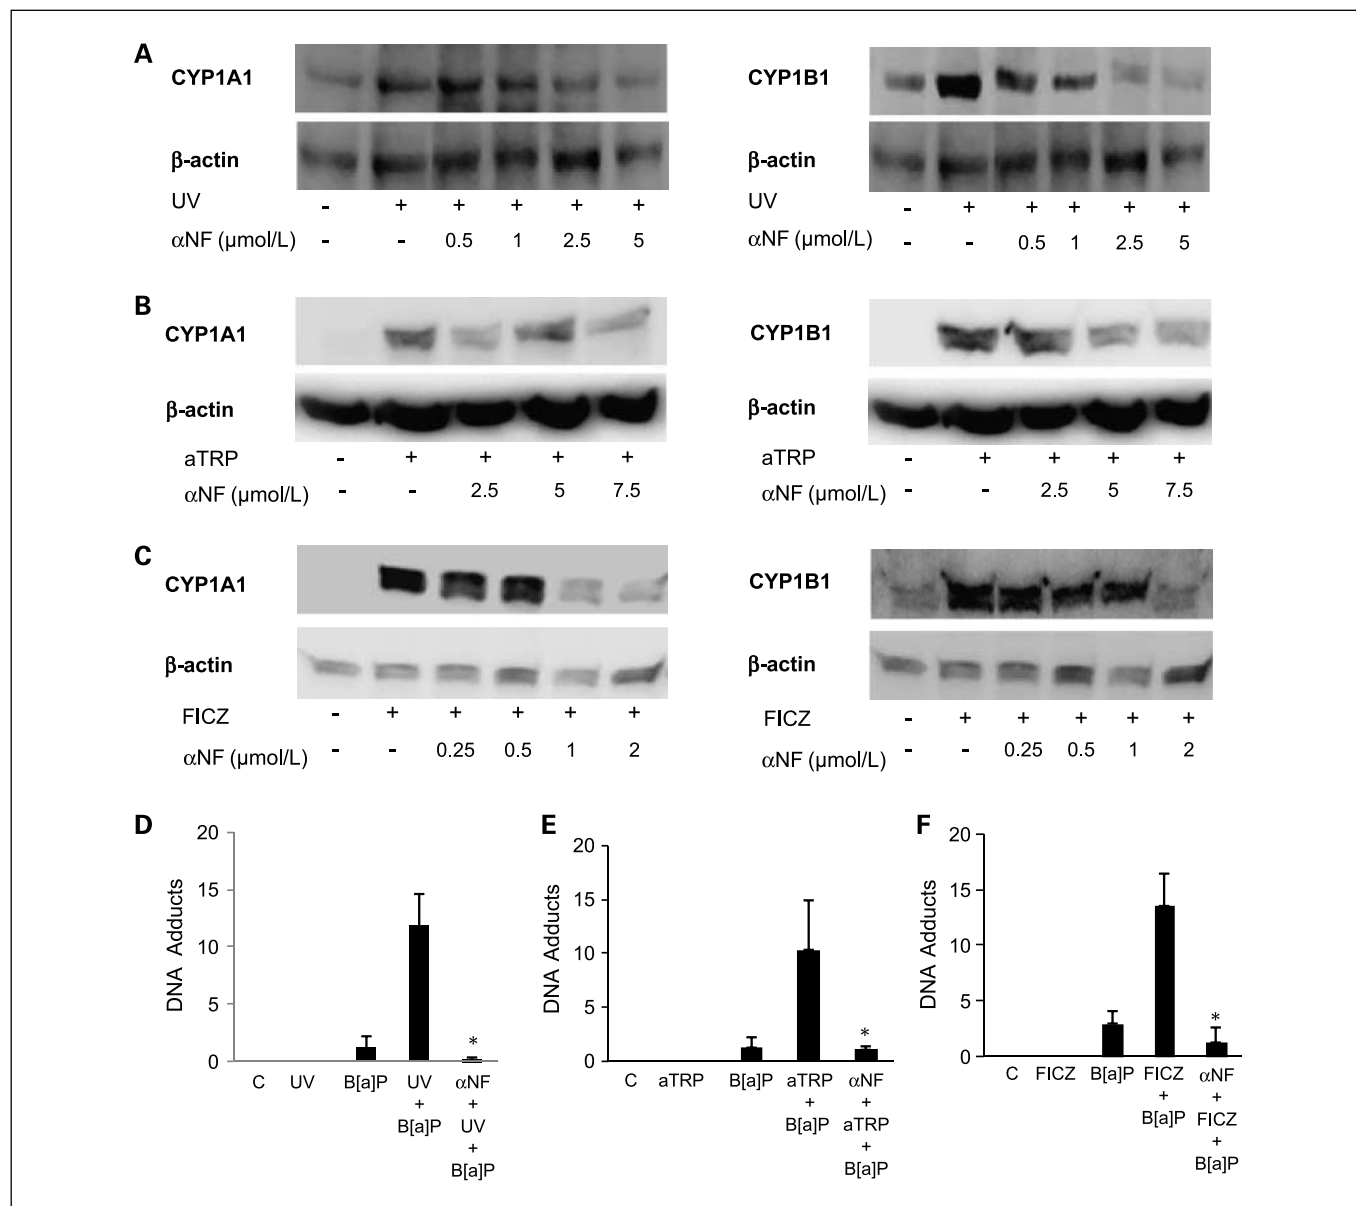 A
CYP1A1
β-actin
UV - + + + + +
αNF (μmol/L) - - 0.5 1 2.5 5
CYP1B1
β-actin
UV - + + + + +
αNF (μmol/L) - - 0.5 1 2.5 5
B
CYP1A1
β-actin
aTRP - + + + +
αNF (μmol/L) - - 2.5 5 7.5
CYP1B1
β-actin
aTRP - + + + +
αNF (μmol/L) - - 2.5 5 7.5
C
CYP1A1
β-actin
FICZ - + + + + +
αNF (μmol/L) - - 0.25 0.5 1 2
CYP1B1
β-actin
FICZ - + + + + +
αNF (μmol/L) - - 0.25 0.5 1 2
D
DNA Adducts
20
15
10
5
0
*
C UV B[a]P UV + B[a]P αNF + UV + B[a]P
E
DNA Adducts
20
15
10
5
0
*
C aTRP B[a]P aTRP + B[a]P αNF + aTRP + B[a]P
F
DNA Adducts
20
15
10
5
0
*
C FICZ B[a]P FICZ + B[a]P αNF + FICZ + B[a]P